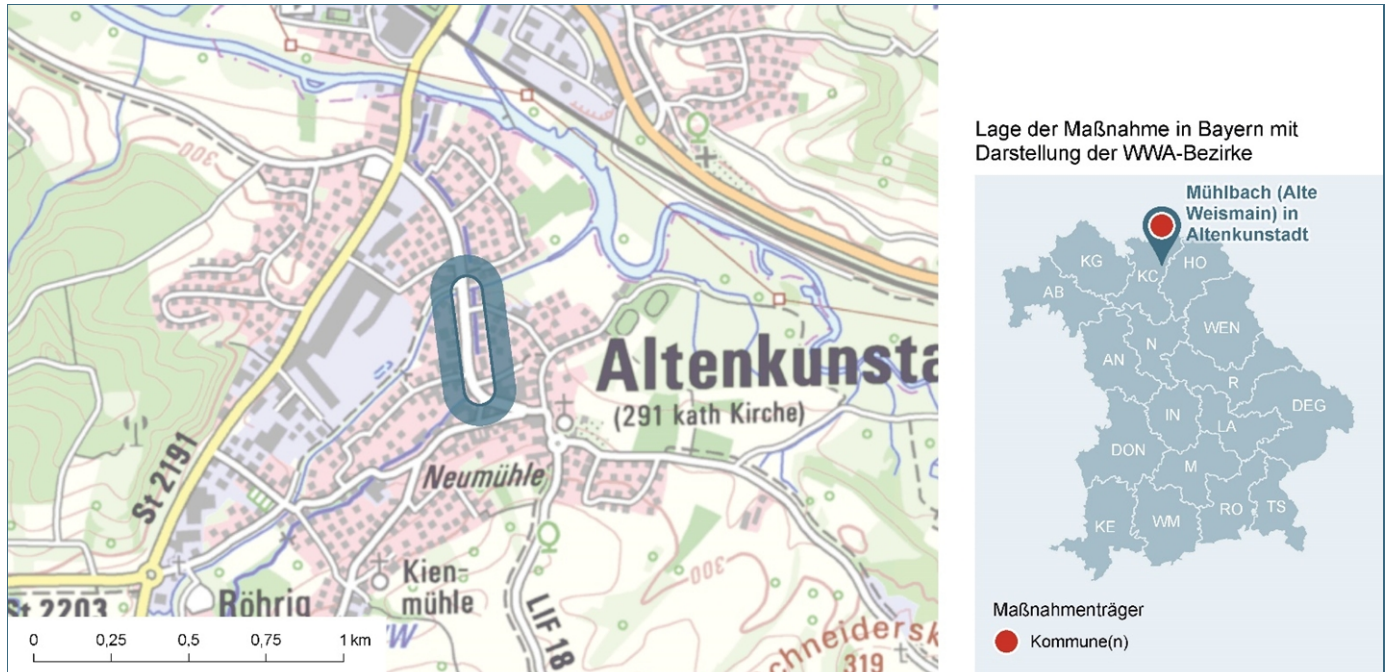 300
Altenkunsta
(291 kath Kirche)
St 2191
Neumühle
Kien-
mühle
St 2203
Röhrig
LIF 18
300
chneidersk
319
0 0,25 0,5 0,75 1 km
Lage der Maßnahme in Bayern mit
Darstellung der WWA-Bezirke
Mühlbach (Alte
Weismain) in
Altenkunstadt
KG
KC
HO
AB
WEN
AN
N
R
DEG
IN
LA
DON
M
KE
WM
RO
TS
Maßnahmenträger
Kommune(n)